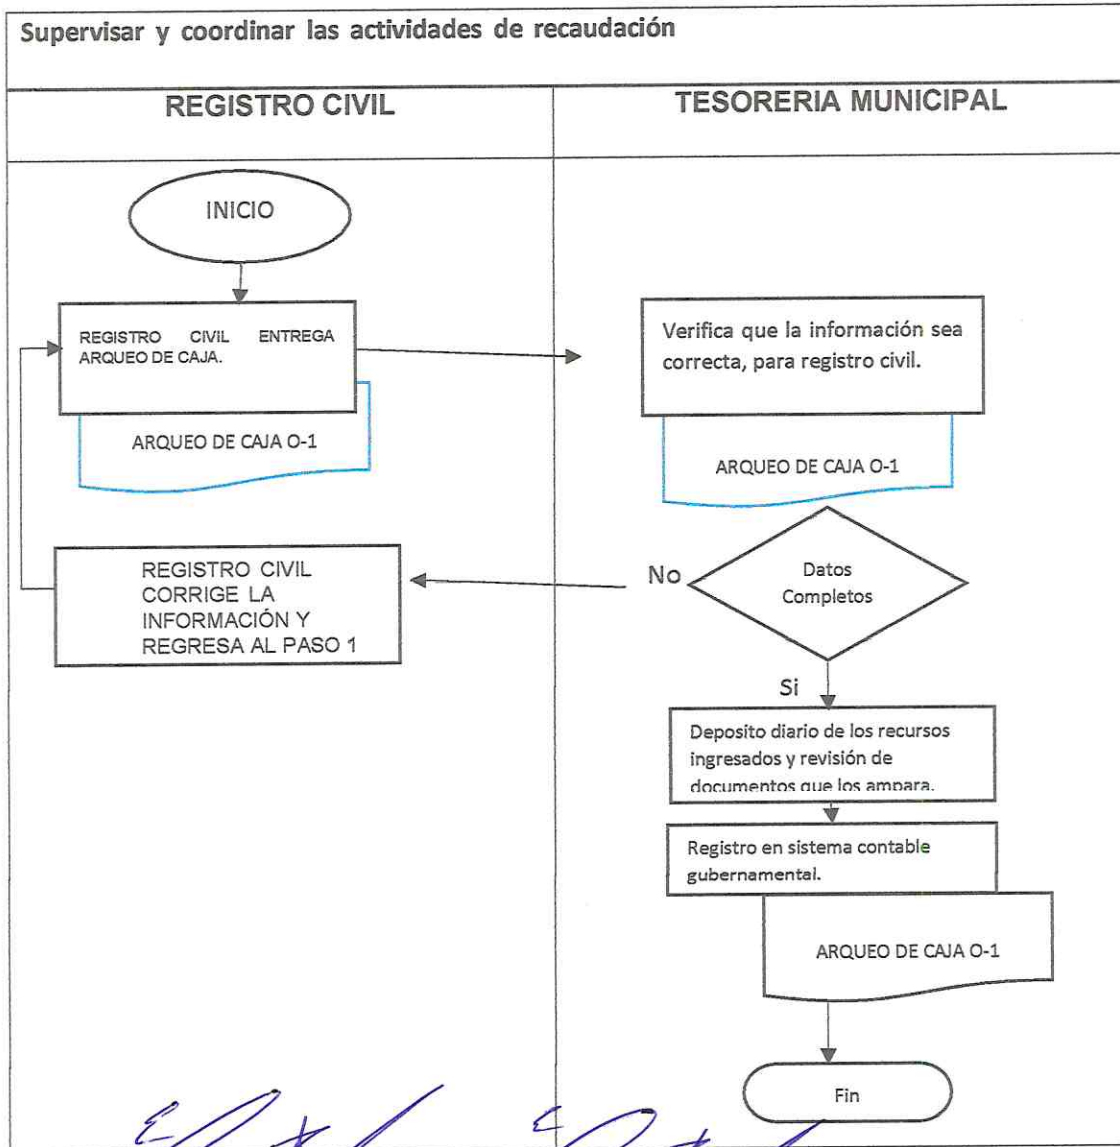 Supervisar y coordinar las actividades de recaudación
REGISTRO CIVIL
TESORERIA MUNICIPAL
INICIO
REGISTRO CIVIL ENTREGA
ARQUEO DE CAJA.
ARQUEO DE CAJA O-1
Verifica que la información sea
correcta, para registro civil.
ARQUEO DE CAJA O-1
Datos
Completos
No
REGISTRO CIVIL
CORRIGE LA
INFORMACIÓN Y
REGRESA AL PASO 1
Si
Deposito diario de los recursos
ingresados y revisión de
documentos que los ampara.
Registro en sistema contable
gubernamental.
ARQUEO DE CAJA O-1
Fin